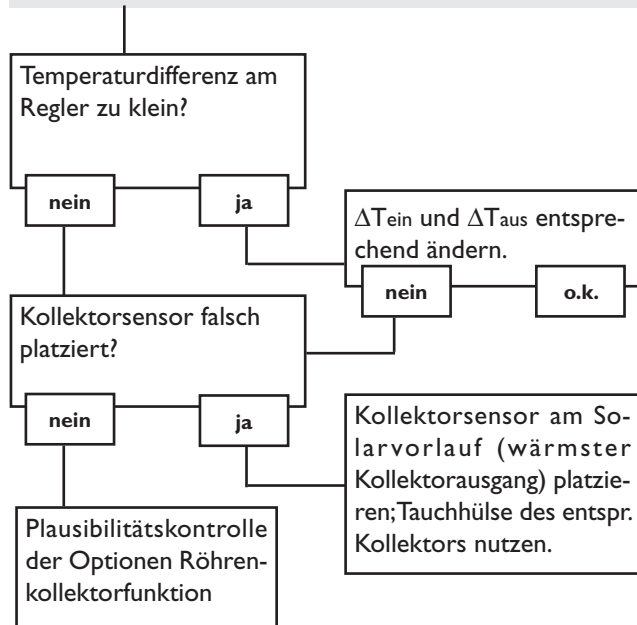 Temperaturdifferenz am
Regler zu klein?
nein
ja
ΔTein und ΔTaus entspre-
chend ändern.
nein
o.k.
Kollektorsensor falsch
platziert?
nein
ja
Kollektorsensor am So-
larvorlauf (wärmster
Kollektorausgang) platzie-
ren;Tauchhülse des entspr.
Kollektors nutzen.
Plausibilitätskontrolle
der Optionen Röhren-
kollektorfunktion